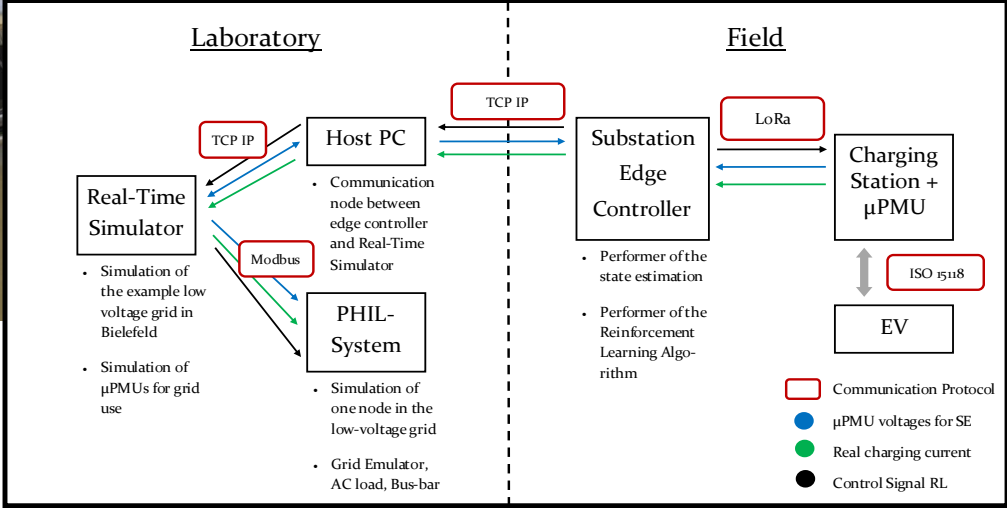 Laboratory
Field
TCP IP
TCP IP
LoRa
Host PC
Substation
Edge
Controller
Charging
Station +
µPMU
Real-Time
Simulator
• Communication
node between
edge controller
and Real-Time
Simulator
Modbus
• Simulation of
the example low
voltage grid in
Bielefeld
• Simulation of
µPMUs for grid
use
PHIL-
System
• Simulation of
one node in the
low-voltage grid
• Grid Emulator,
AC load, Bus-bar
• Performer of the
state estimation
• Performer of the
Reinforcement
Learning Algo-
rithm
ISO 15118
EV
Communication Protocol
µPMU voltages for SE
Real charging current
Control Signal RL